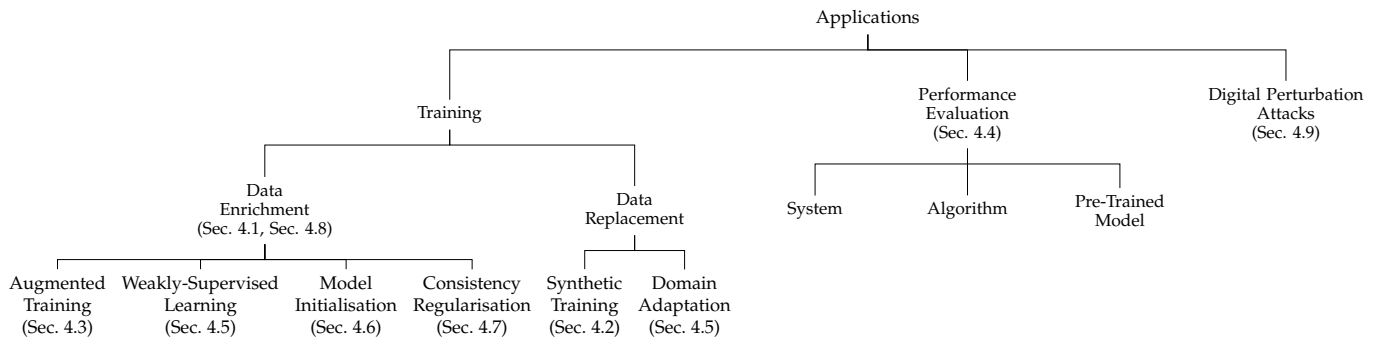 Applications
Training
Performance
Evaluation
(Sec. 4.4)
Digital Perturbation
Attacks
(Sec. 4.9)
Data
Enrichment
(Sec. 4.1, Sec. 4.8)
Data
Replacement
System
Algorithm
Pre-Trained
Model
Augmented
Training
(Sec. 4.3)
Weakly-Supervised
Learning
(Sec. 4.5)
Model
Initialisation
(Sec. 4.6)
Consistency
Regularisation
(Sec. 4.7)
Synthetic
Training
(Sec. 4.2)
Domain
Adaptation
(Sec. 4.5)